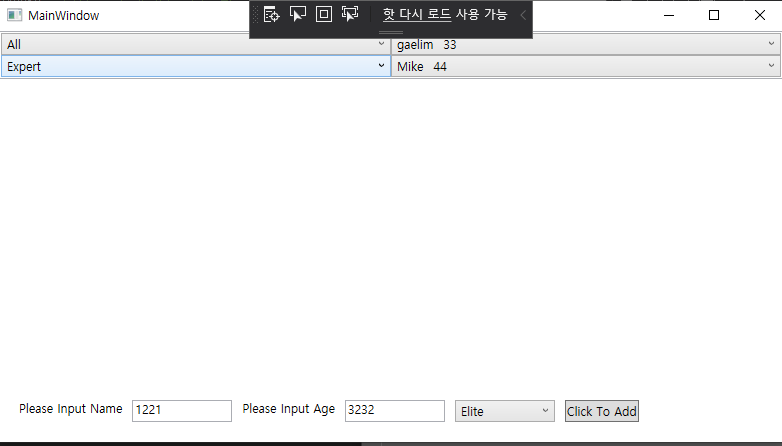 MainWindow
핫 다시 로드 사용 가능
All
gaelim 33
Expert
Mike 44
Please Input Name 1221 Please Input Age 3232 Elite Click To Add